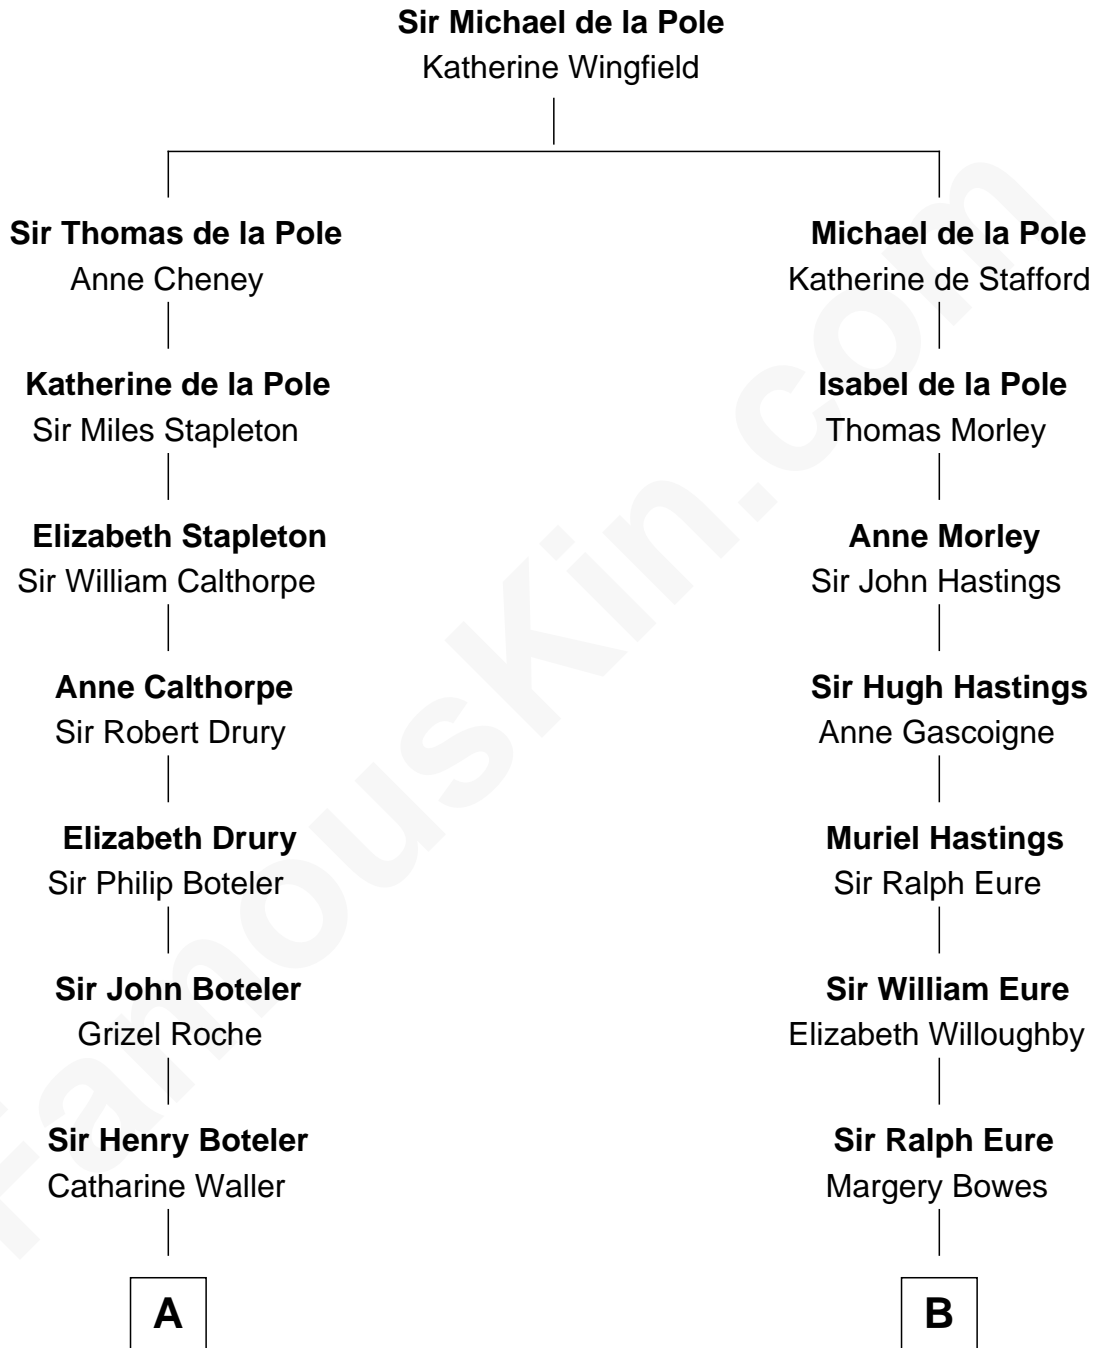 Sir Michael de la Pole
Katherine Wingfield
Sir Thomas de la Pole
Anne Cheney
Michael de la Pole
Katherine de Stafford
Katherine de la Pole
Sir Miles Stapleton
Isabel de la Pole
Thomas Morley
Elizabeth Stapleton
Sir William Calthorpe
Anne Morley
Sir John Hastings
Anne Calthorpe
Sir Robert Drury
Sir Hugh Hastings
Anne Gascoigne
Elizabeth Drury
Sir Philip Boteler
Muriel Hastings
Sir Ralph Eure
Sir John Boteler
Grizel Roche
Sir William Eure
Elizabeth Willoughby
Sir Henry Boteler
Catharine Waller
Sir Ralph Eure
Margery Bowes
A
B
FamousKin.com